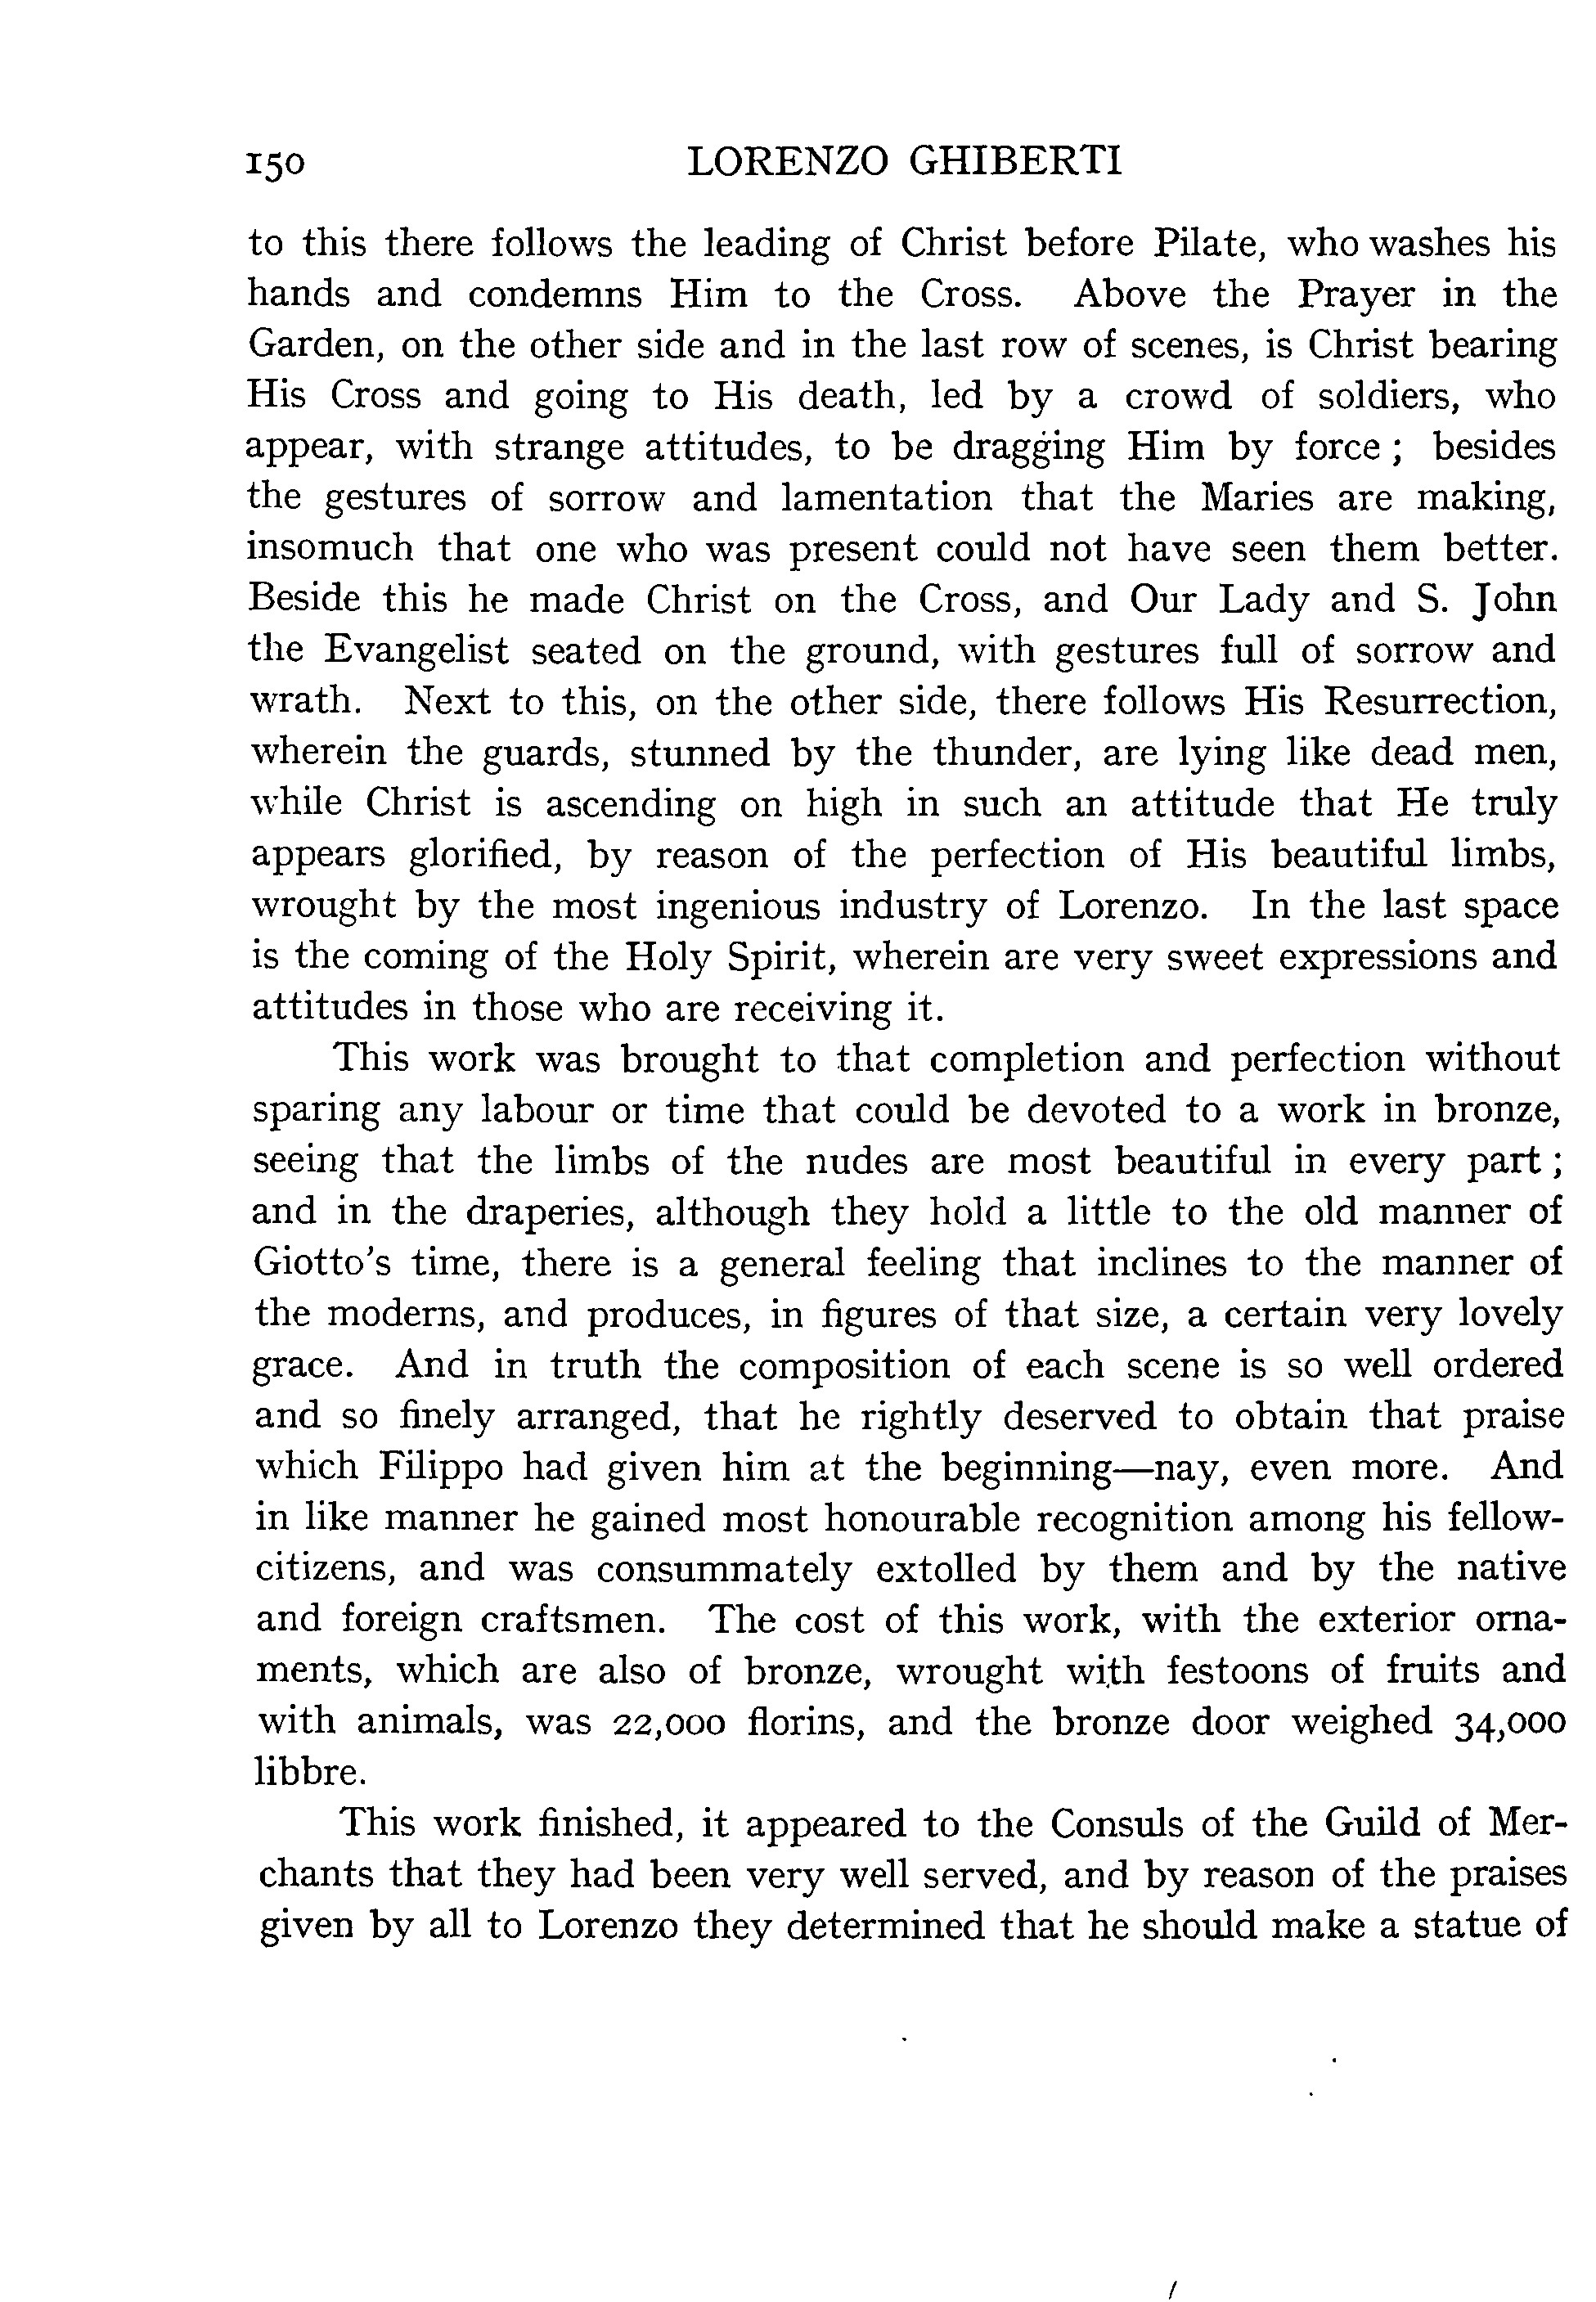 150 LORENZO GHIBERTI
to this there follows the leading of Christ before Pilate, who washes his
hands and condemns Him to the Cross. Above the Prayer in the
Garden, on the other side and in the last row of scenes, is Christ bearing
His Cross and going to His death, led by a crowd of soldiers, who
appear, with strange attitudes, to be dragging Him by force ; besides
the gestures of sorrow and lamentation that the Maries are making,
insomuch that one who was present could not have seen them better.
Beside this he made Christ on the Cross, and Our Lady and S. John
the Evangelist seated on the ground, with gestures full of sorrow and
wrath. Next to this, on the other side, there follows His Resurrection,
wherein the guards, stunned by the thunder, are lying like dead men,
while Christ is ascending on high in such an attitude that He truly
appears glorified, by reason of the perfection of His beautiful limbs,
wrought by the most ingenious industry of Lorenzo. In the last space
is the coming of the Holy Spirit, wherein are very sweet expressions and
attitudes in those who are receiving it.
This work was brought to that completion and perfection without
sparing any labour or time that could be devoted to a work in bronze,
seeing that the limbs of the nudes are most beautiful in every part ;
and in the draperies, although they hold a little to the old manner of
Giotto's time, there is a general feeling that inclines to the manner of
the moderns, and produces, in figures of that size, a certain very lovely
grace. And in truth the composition of each scene is so well ordered
and so finely arranged, that he rightly deserved to obtain that praise
which Filippo had given him at the beginning—nay, even more. And
in like manner he gained most honourable recognition among his fellow-
citizens, and was consummately extolled by them and by the native
and foreign craftsmen. The cost of this work, with the exterior orna-
ments, which are also of bronze, wrought with festoons of fruits and
with animals, was 22,000 florins, and the bronze door weighed 34,000
libbre.
This work finished, it appeared to the Consuls of the Guild of Mer-
chants that they had been very well served, and by reason of the praises
given by all to Lorenzo they determined that he should make a statue of